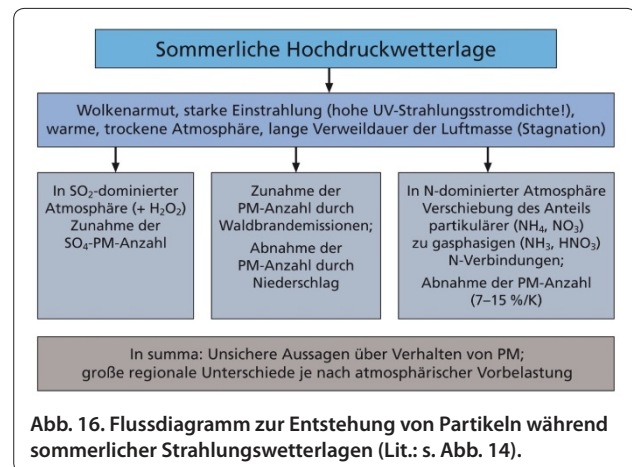 Sommerliche Hochdruckwetterlage
Wolkenarmut, starke Einstrahlung (hohe UV-Strahlungsstromdichte!),
warme, trockene Atmosphäre, lange Verweildauer der Luftmasse (Stagnation)
In SO₂-dominierter
Atmosphäre (+ H₂O₂)
Zunahme der
SO₄-PM-Anzahl
Zunahme der
PM-Anzahl durch
Waldbrandemissionen;
Abnahme der
PM-Anzahl durch
Niederschlag
In N-dominierter Atmosphäre
Verschiebung des Anteils
partikulärer (NH₄, NO₃)
zu gasphasigen (NH₃, HNO₃)
N-Verbindungen;
Abnahme der PM-Anzahl
(7–15 %/K)
In summa: Unsichere Aussagen über Verhalten von PM;
große regionale Unterschiede je nach atmosphärischer Vorbelastung
Abb. 16. Flussdiagramm zur Entstehung von Partikeln während
sommerlicher Strahlungswetterlagen (Lit.: s. Abb. 14).